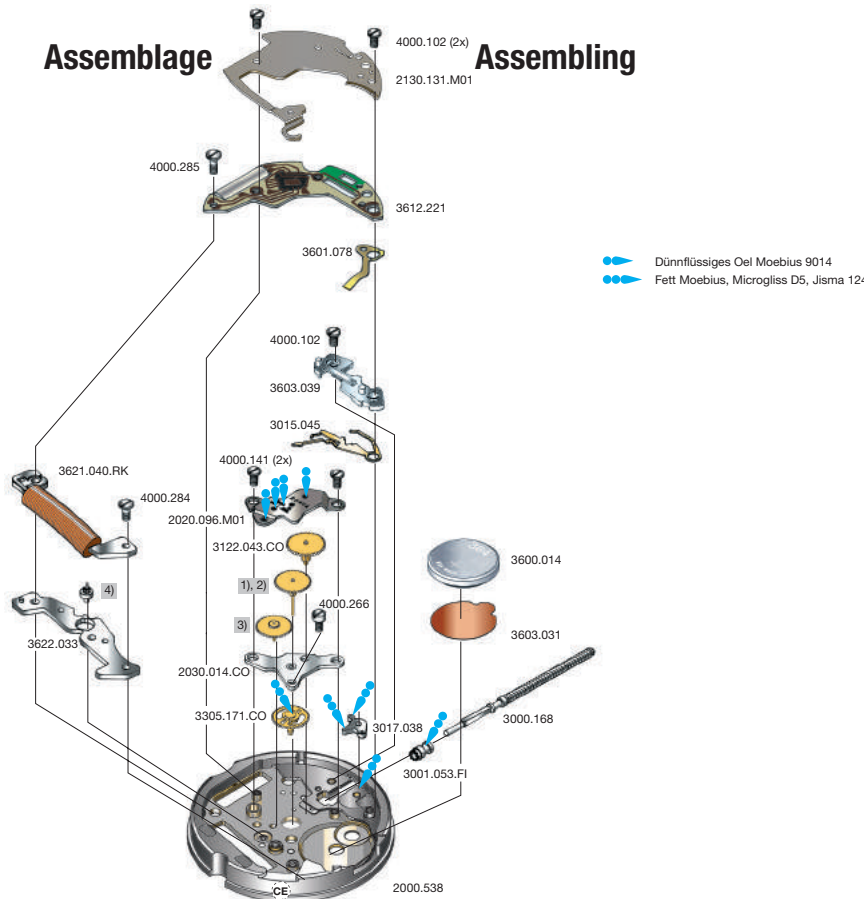 Assemblage
Assembling
4000.102 (2x)
2130.131.M01
4000.285
3612.221
3601.078
Dünnflüssiges Oel Moebius 9014
Fett Moebius, Microgliss D5, Jisma 124
4000.102
3603.039
3015.045
4000.141 (2x)
3621.040.RK
4000.284
2020.096.M01
3122.043.CO
3600.014
1), 2)
4)
4000.266
3)
3603.031
3622.033
2030.014.CO
3305.171.CO
3017.038
3000.168
3001.053.FI
CE
2000.538